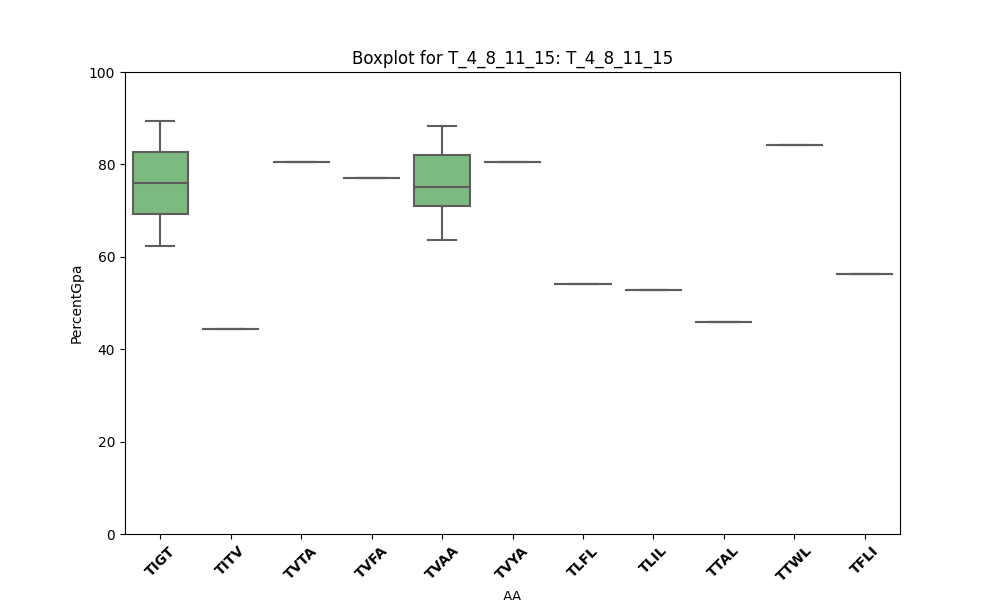 Boxplot for T_4_8_11_15: T_4_8_11_15
100
80
60
40
20
0
PercentGpa
TIGT TITV TVTA TVFA TVAA TVYA TLFL TLIL TTAL TTWL TFLI
AA